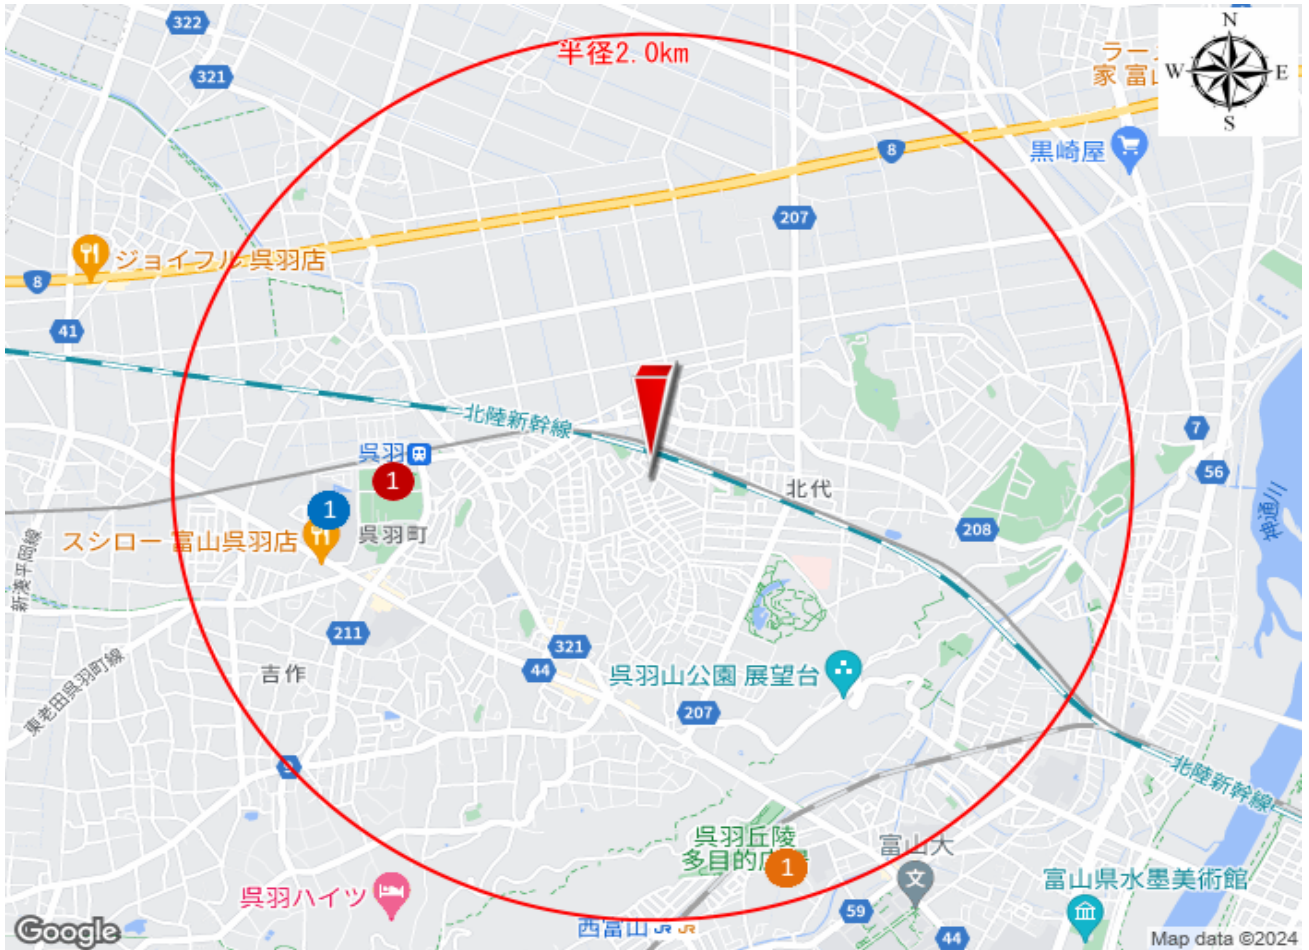 322
N
ラー
家 富山
W
E
S
半径2.0km
321
8
黒崎屋
207
ジョイフル 呉羽店
8
41
北陸新幹線
呉羽
1
7
56
北代
神通川
1
208
スシロー 富山呉羽店
呉羽町
新湊平岡線
211
321
吉作
44
呉羽山公園 展望台
東老田呉羽町線
207
北陸新幹線
呉羽丘陵
多目的広場
1
富山大
文
呉羽ハイツ
富山県水墨美術館
59
西富山 JR JR
44
Google
Map data ©2024